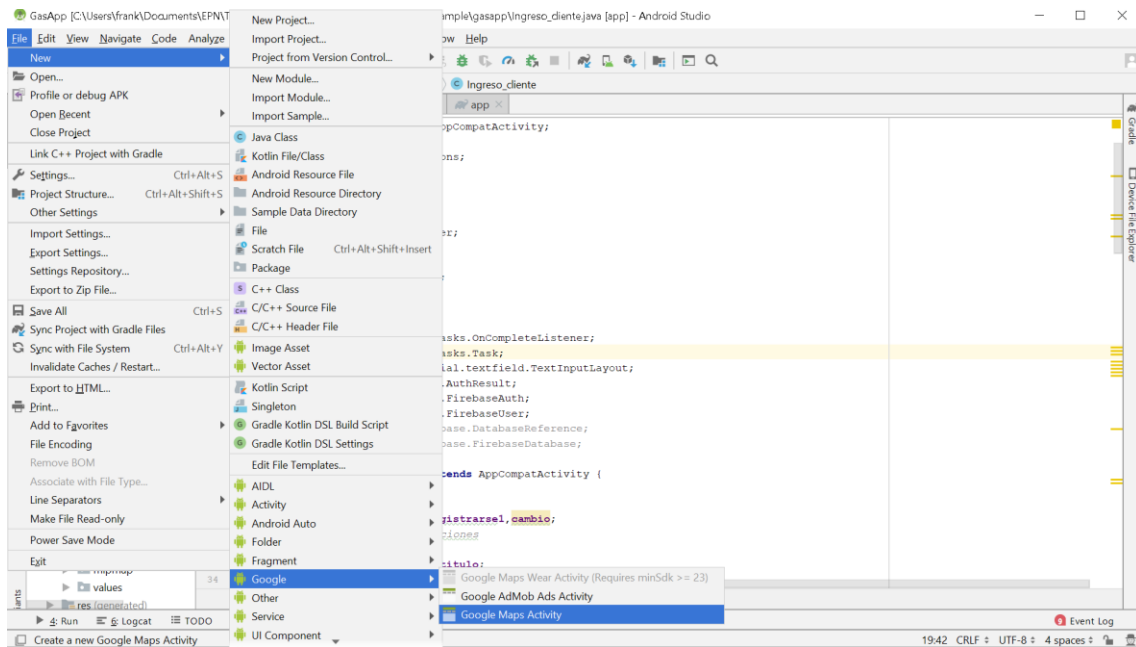 GasApp [C:\Users\frank\Documents\EPN\T
mple\gasapp\Ingreso_cliente.java [app] - Android Studio
File Edit View Navigate Code Analyze
ow Help
New
Open...
Profile or debug APK
Open Recent
Close Project
Link C++ Project with Gradle
Settings... Ctrl+Alt+S
Project Structure... Ctrl+Alt+Shift+S
Other Settings
Import Settings...
Export Settings...
Settings Repository...
Export to Zip File...
Save All Ctrl+S
Sync Project with Gradle Files
Sync with File System Ctrl+Alt+Y
Invalidate Caches / Restart...
Export to HTML...
Print...
Add to Favorites
File Encoding
Remove BOM
Associate with File Type...
Line Separators
Make File Read-only
Power Save Mode
Exit
New Project...
Import Project...
Project from Version Control...
New Module...
Import Module...
Import Sample...
Java Class
Kotlin File/Class
Android Resource File
Android Resource Directory
Sample Data Directory
File
Scratch File Ctrl+Alt+Shift+Insert
Package
C++ Class
C/C++ Source File
C/C++ Header File
Image Asset
Vector Asset
Kotlin Script
Singleton
Gradle Kotlin DSL Build Script
Gradle Kotlin DSL Settings
Edit File Templates...
AIDL
Activity
Android Auto
Folder
Fragment
Google
Other
Service
UI Component
Google Maps Wear Activity (Requires minSdk >= 23)
Google AdMob Ads Activity
Google Maps Activity
Ingreso_cliente
app
ppCompatActivity;
ons;
er;
;
asks.OnCompleteListener;
asks.Task;
ial.textfield.TextInputLayout;
.AuthResult;
.FirebaseAuth;
.FirebaseUser;
base.DatabaseReference;
base.FirebaseDatabase;
tends AppCompatActivity {
gistrarsel,cambio;
ciones
titulo;
Gradle
Device File Explorer
mipmap
values
res (generated)
34
ants
4: Run 6: Logcat TODO
Event Log
Create a new Google Maps Activity
19:42 CRLF UTF-8 4 spaces